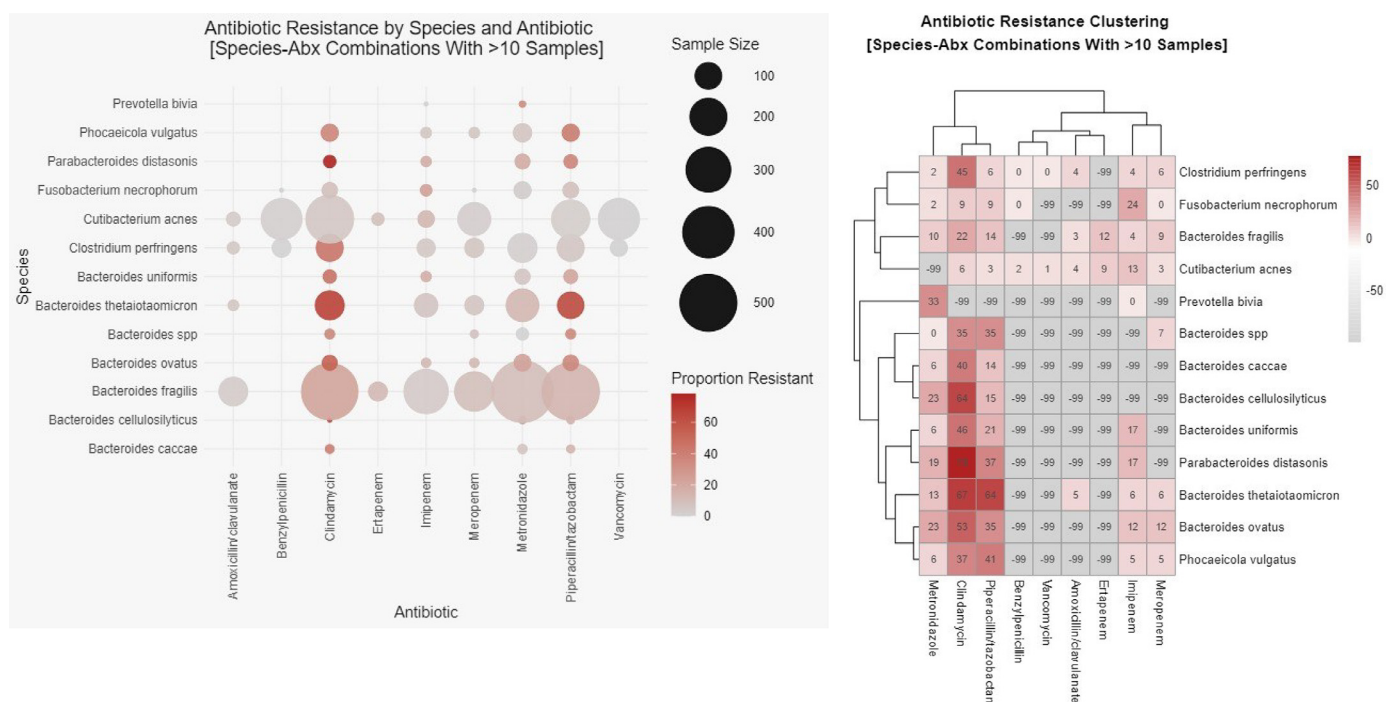 Antibiotic Resistance by Species and Antibiotic
[Species-Abx Combinations With >10 Samples]
Species
Prevotella bivia
Phocaeicola vulgatus
Parabacteroides distasonis
Fusobacterium necrophorum
Cutibacterium acnes
Clostridium perfringens
Bacteroides uniformis
Bacteroides thetaiotaomicron
Bacteroides spp
Bacteroides ovatus
Bacteroides fragilis
Bacteroides cellulosilyticus
Bacteroides caccae
Amoxicillin/clavulanate
Benzylpenicillin
Clindamycin
Ertapenem
Imipenem
Meropenem
Metronidazole
Piperacillin/tazobactam
Vancomycin
Antibiotic
Sample Size
100
200
300
400
500
Proportion Resistant
60
40
20
0
Antibiotic Resistance Clustering
[Species-Abx Combinations With >10 Samples]
2 45 6 0 0 4 -99 4 6 Clostridium perfringens
2 9 9 0 -99 -99 -99 24 0 Fusobacterium necrophorum
10 22 14 -99 -99 3 12 4 9 Bacteroides fragilis
-99 6 3 2 1 4 9 13 3 Cutibacterium acnes
33 -99 -99 -99 -99 -99 -99 0 -99 Prevotella bivia
0 35 35 -99 -99 -99 -99 -99 7 Bacteroides spp
6 40 14 -99 -99 -99 -99 -99 -99 Bacteroides caccae
23 64 15 -99 -99 -99 -99 -99 -99 Bacteroides cellulosilyticus
6 46 21 -99 -99 -99 -99 17 -99 Bacteroides uniformis
19 37 -99 -99 -99 -99 17 -99 Parabacteroides distasonis
13 67 64 -99 -99 5 -99 6 6 Bacteroides thetaiotaomicron
23 53 35 -99 -99 -99 -99 12 12 Bacteroides ovatus
6 37 41 -99 -99 -99 -99 5 5 Phocaeicola vulgatus
Metronidazole
Clindamycin
Piperacillin/tazobactam
Benzylpenicillin
Vancomycin
Amoxicillin/clavulanate
Ertapenem
Imipenem
Meropenem
50
0
-50